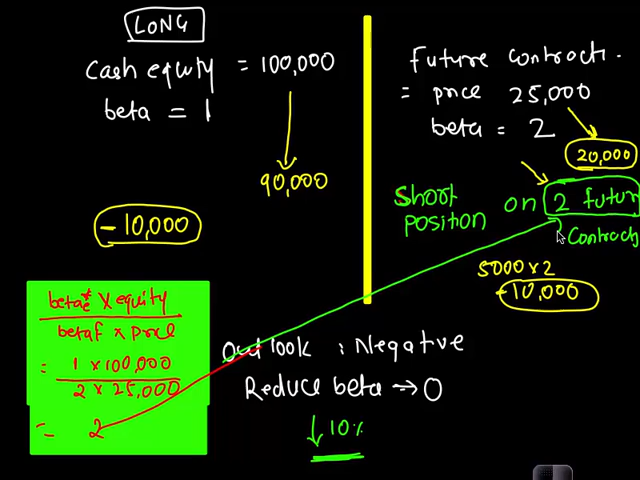 LONG
Cash equity = 100,000
beta = 1
90,000
- 10,000
Future contract.
= price 25,000
beta = 2
20,000
Short position on 2 futur
Contracts
5000 x 2
- 10,000
beta* x equity
betaf x price
= 1 x 100,000
2 x 25,000
= 2
Outlook : Negative
Reduce beta → 0
↓ 10%